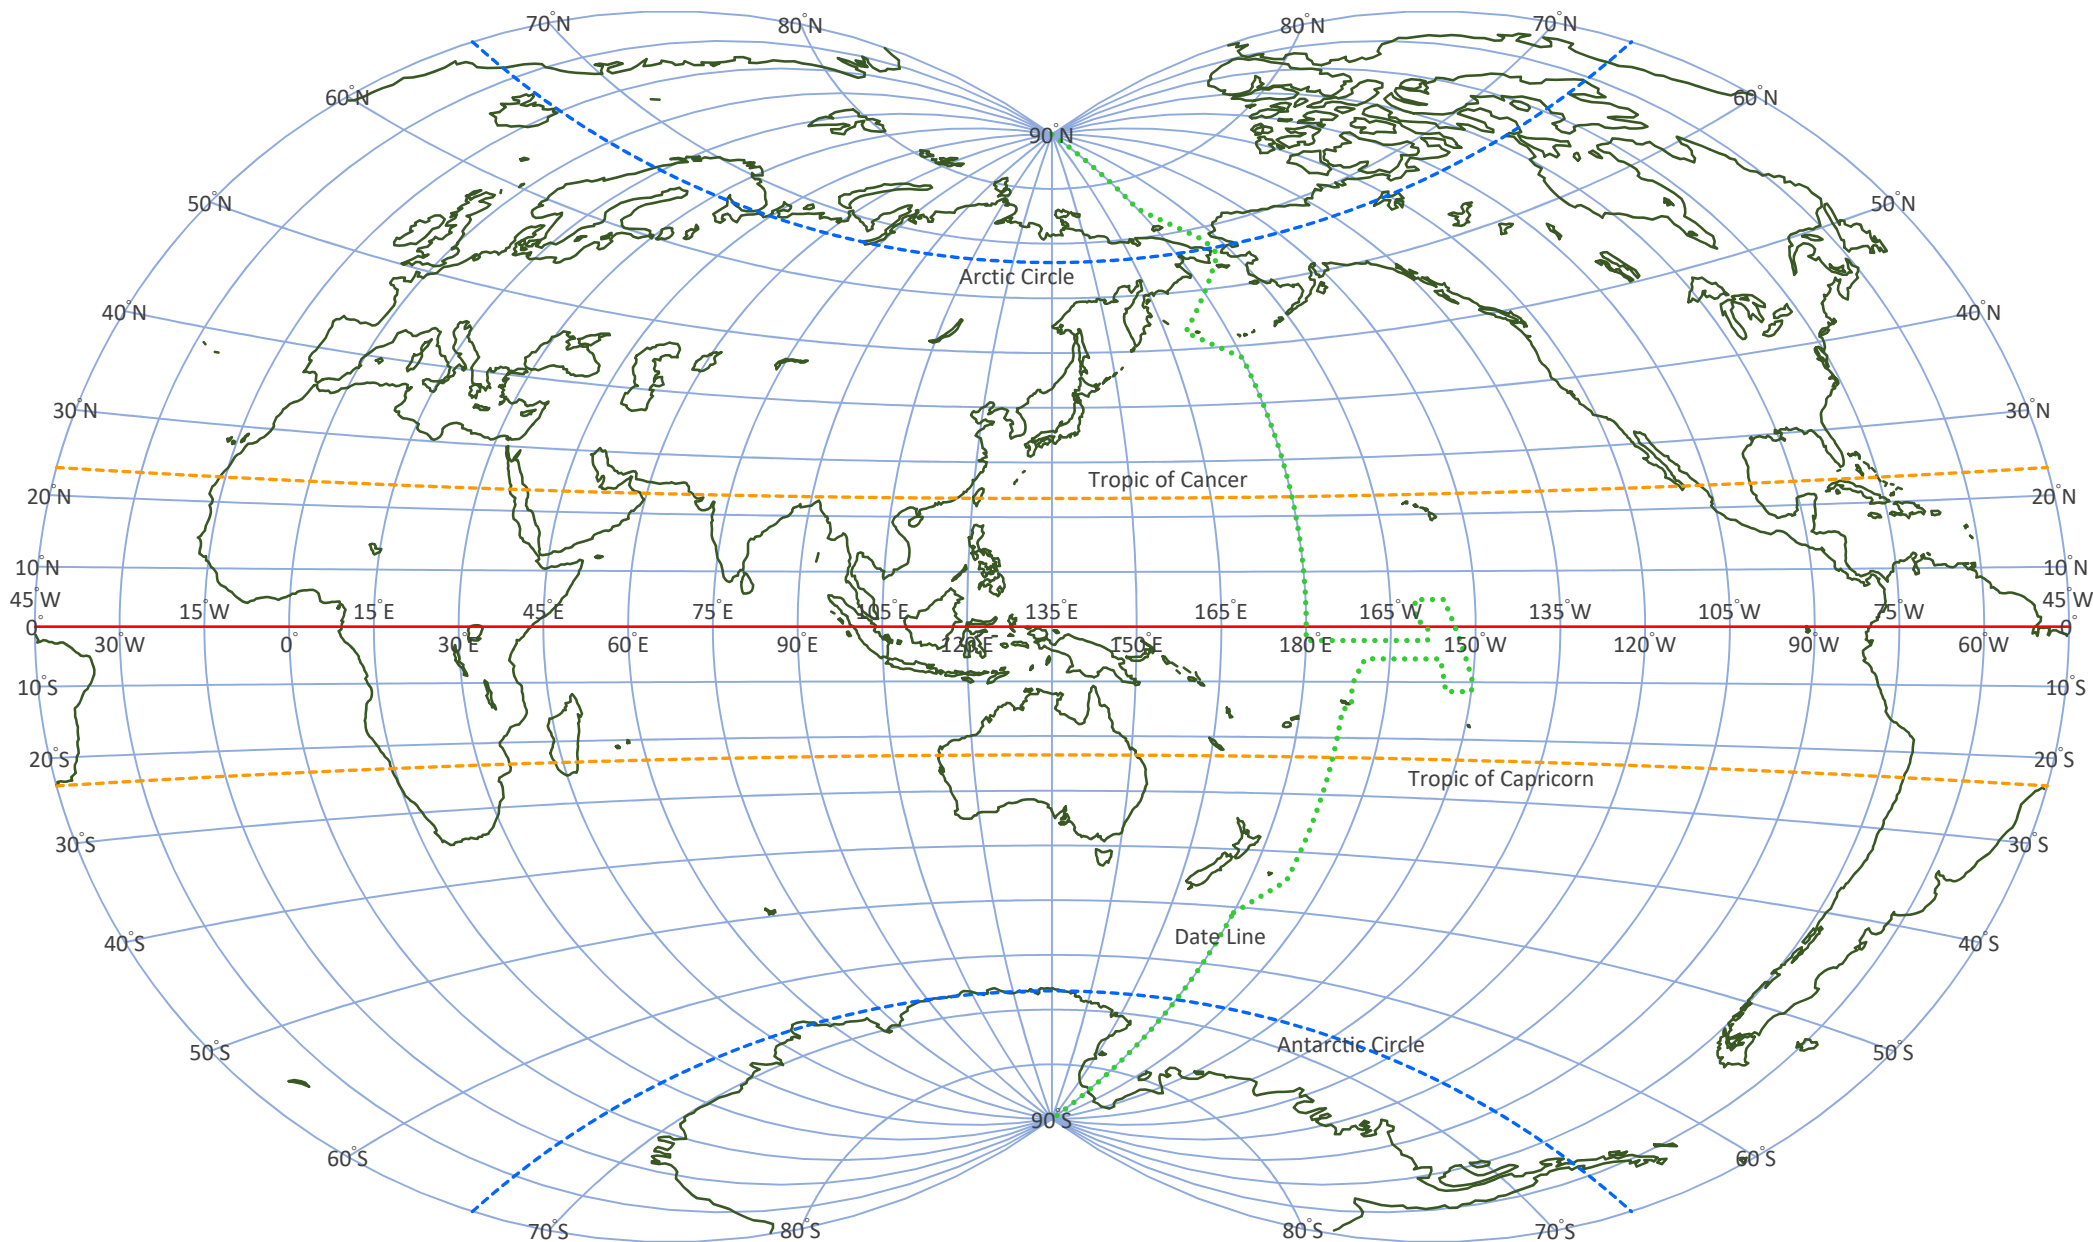 70°N 80°N 80°N 70°N
60°N 60°N
90°N
50°N 50°N
Arctic Circle
40°N 40°N
30°N 30°N
Tropic of Cancer
20°N 20°N
10°N 10°N
45°W 15°W 15°E 45°E 75°E 105°E 135°E 165°E 165°W 135°W 105°W 75°W 45°W
0° 0°
30°W 0° 30°E 60°E 90°E 120°E 150°E 180°E 150°W 120°W 90°W 60°W
10°S 10°S
20°S 20°S
Tropic of Capricorn
30°S 30°S
Date Line
40°S 40°S
Antarctic Circle
50°S 50°S
90°S
60°S 60°S
70°S 80°S 80°S 70°S